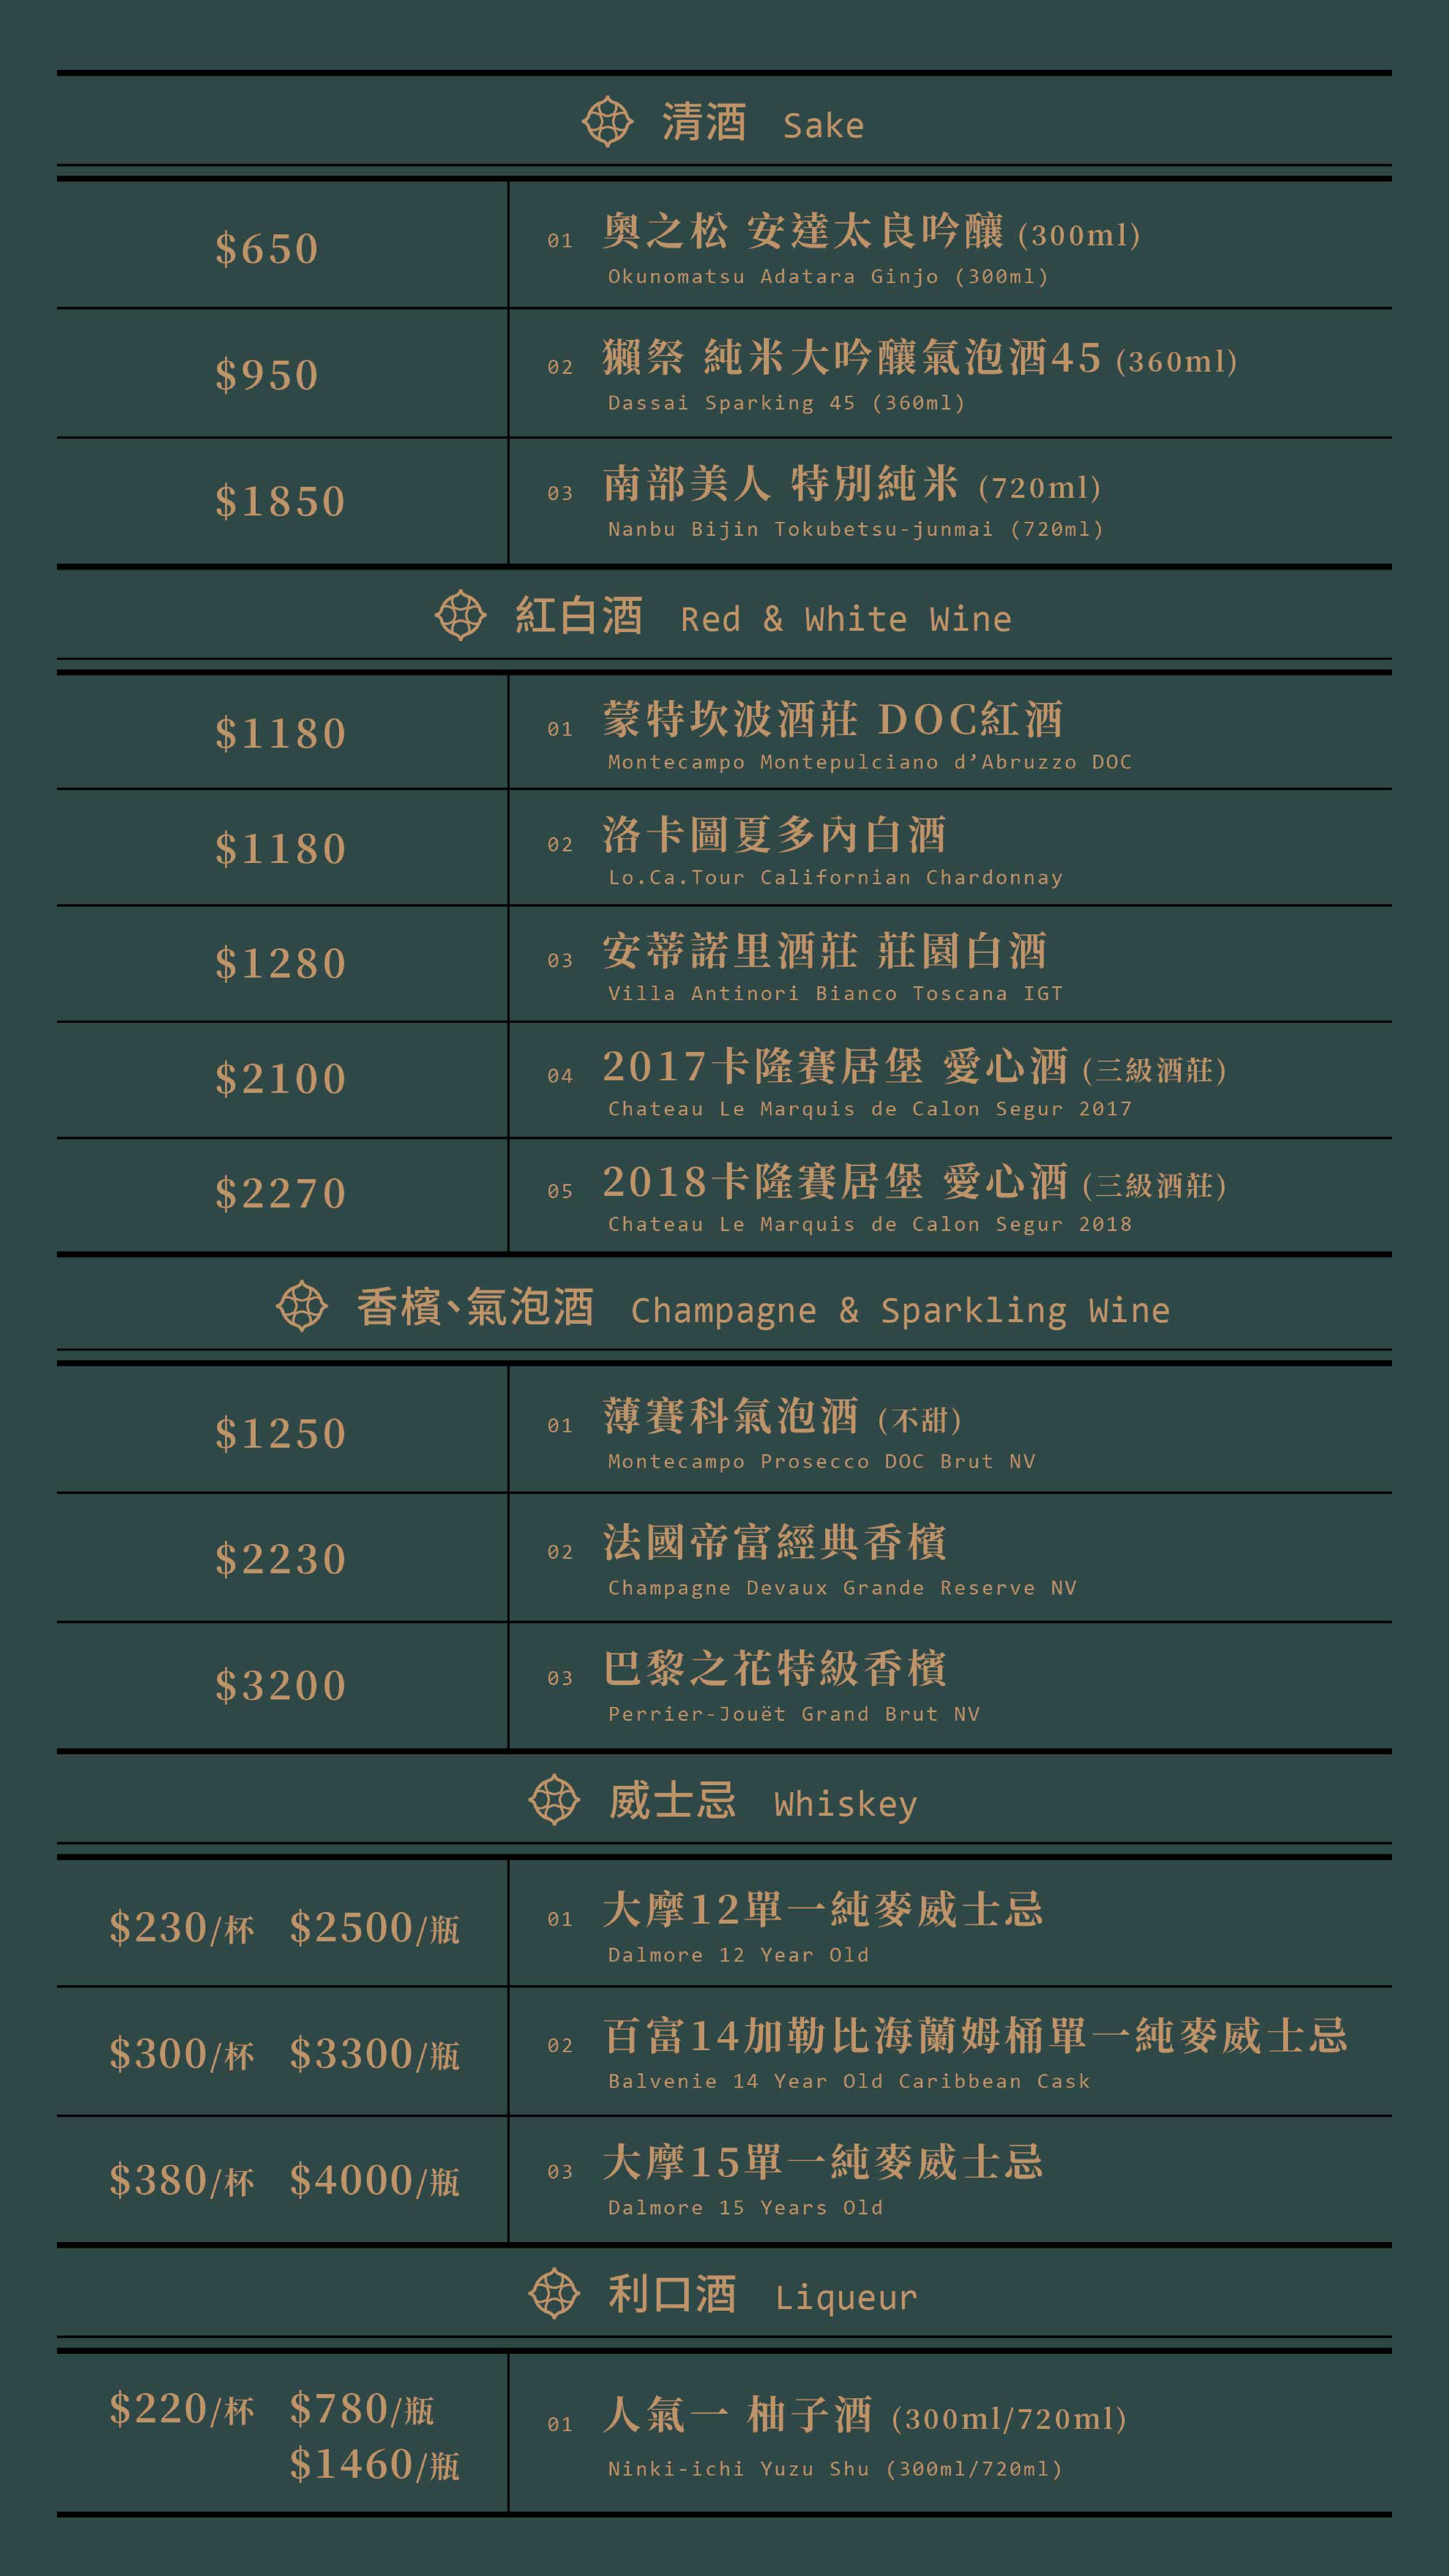 清酒 Sake
$650
01 奧之松 安達太良吟釀 (300ml)
Okunomatsu Adatara Ginjo (300ml)
$950
02 獺祭 純米大吟釀氣泡酒45 (360ml)
Dassai Sparking 45 (360ml)
$1850
03 南部美人 特別純米 (720ml)
Nanbu Bijin Tokubetsu-junmai (720ml)
紅白酒 Red & White Wine
$1180
01 蒙特坎波酒莊 DOC紅酒
Montecampo Montepulciano d’Abruzzo DOC
$1180
02 洛卡圖夏多內白酒
Lo.Ca.Tour Californian Chardonnay
$1280
03 安蒂諾里酒莊 莊園白酒
Villa Antinori Bianco Toscana IGT
$2100
04 2017卡隆賽居堡 愛心酒 (三級酒莊)
Chateau Le Marquis de Calon Segur 2017
$2270
05 2018卡隆賽居堡 愛心酒 (三級酒莊)
Chateau Le Marquis de Calon Segur 2018
香檳、氣泡酒 Champagne & Sparkling Wine
$1250
01 薄賽科氣泡酒 (不甜)
Montecampo Prosecco DOC Brut NV
$2230
02 法國帝富經典香檳
Champagne Devaux Grande Reserve NV
$3200
03 巴黎之花特級香檳
Perrier-Jouët Grand Brut NV
威士忌 Whiskey
$230/杯 $2500/瓶
01 大摩12單一純麥威士忌
Dalmore 12 Year Old
$300/杯 $3300/瓶
02 百富14加勒比海蘭姆桶單一純麥威士忌
Balvenie 14 Year Old Caribbean Cask
$380/杯 $4000/瓶
03 大摩15單一純麥威士忌
Dalmore 15 Years Old
利口酒 Liqueur
$220/杯 $780/瓶
$1460/瓶
01 人氣一 柚子酒 (300ml/720ml)
Ninki-ichi Yuzu Shu (300ml/720ml)